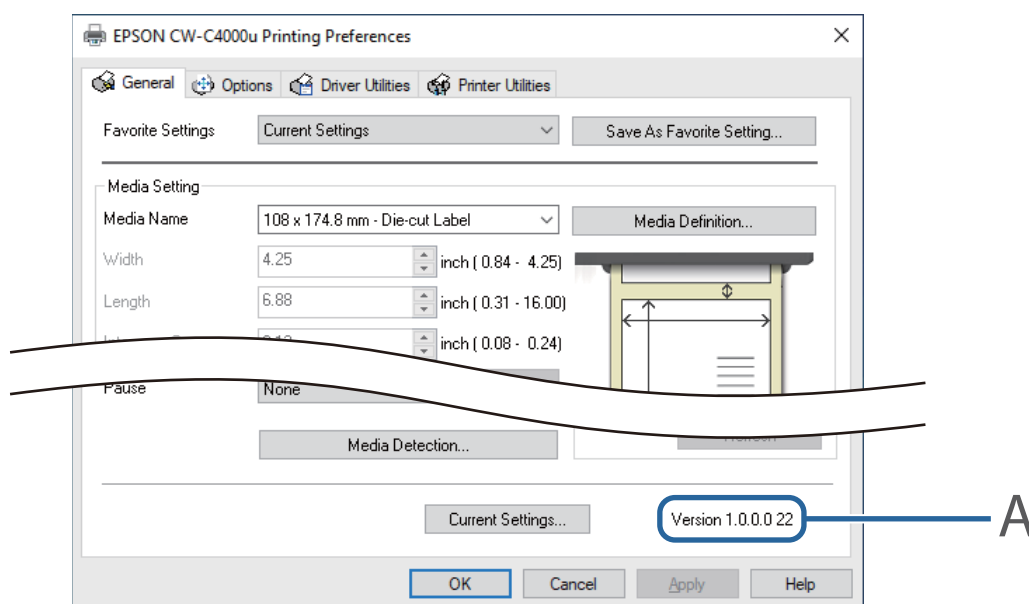 EPSON CW-C4000u Printing Preferences
General Options Driver Utilities Printer Utilities
Favorite Settings Current Settings Save As Favorite Setting...
Media Setting
Media Name 108 x 174.8 mm - Die-cut Label Media Definition...
Width 4.25 inch ( 0.84 - 4.25)
Length 6.88 inch ( 0.31 - 16.00)
inch ( 0.08 - 0.24)
Pause None
Media Detection...
Current Settings... Version 1.0.0.0 22 A
OK Cancel Apply Help